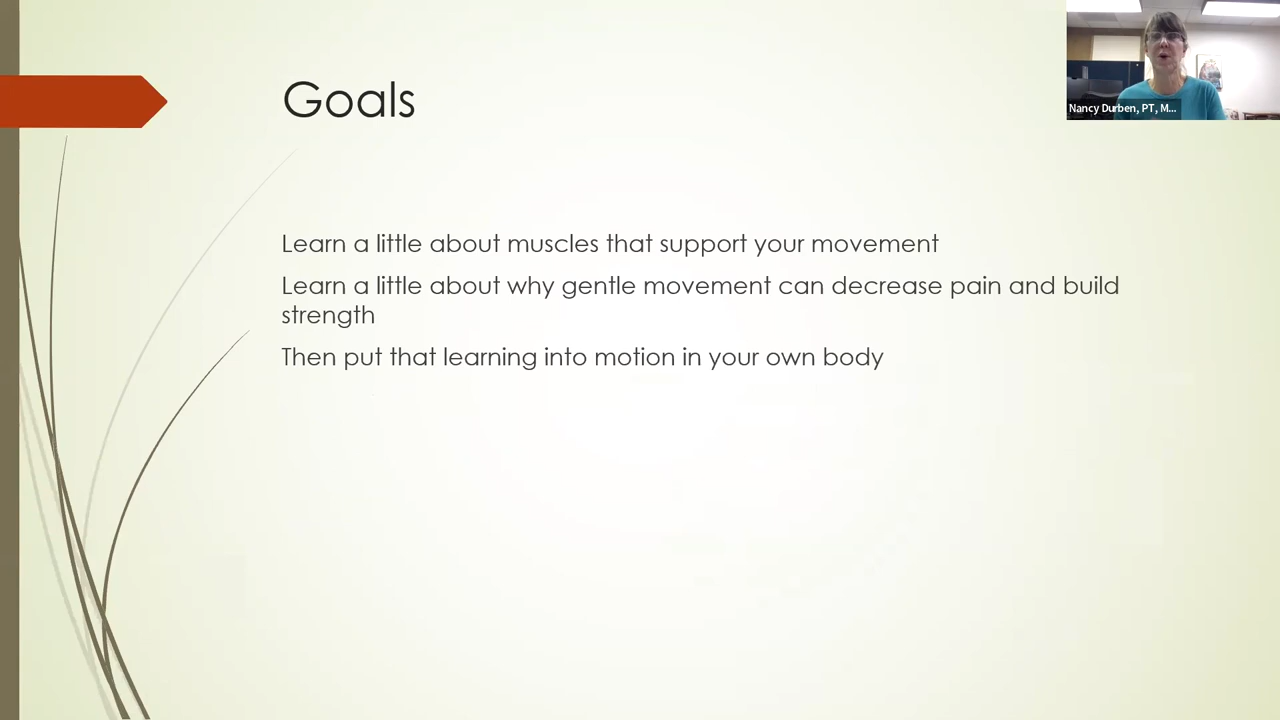 Goals
Nancy Durben, PT, M...
Learn a little about muscles that support your movement
Learn a little about why gentle movement can decrease pain and build
strength
Then put that learning into motion in your own body